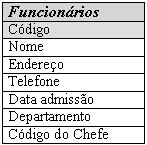 Funcionários
Código
Nome
Endereço
Telefone
Data admissão
Departamento
Código do Chefe